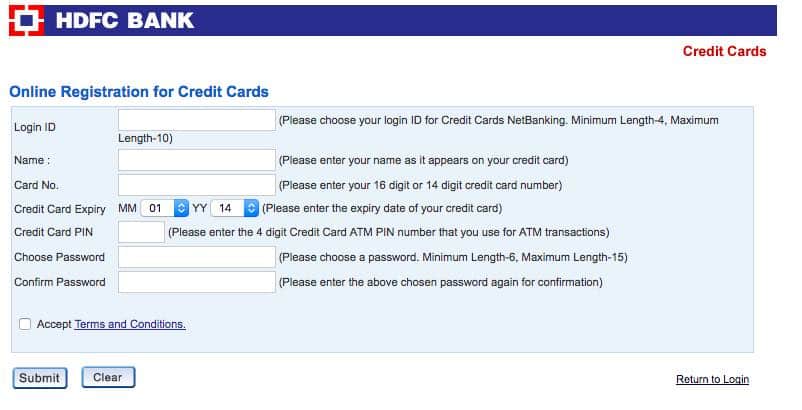 HDFC BANK
Credit Cards
Online Registration for Credit Cards
Login ID (Please choose your login ID for Credit Cards NetBanking. Minimum Length-4, Maximum
Length-10)
Name : (Please enter your name as it appears on your credit card)
Card No. (Please enter your 16 digit or 14 digit credit card number)
Credit Card Expiry MM 01 YY 14 (Please enter the expiry date of your credit card)
Credit Card PIN (Please enter the 4 digit Credit Card ATM PIN number that you use for ATM transactions)
Choose Password (Please choose a password. Minimum Length-6, Maximum Length-15)
Confirm Password (Please enter the above chosen password again for confirmation)
Accept Terms and Conditions.
Submit Clear Return to Login